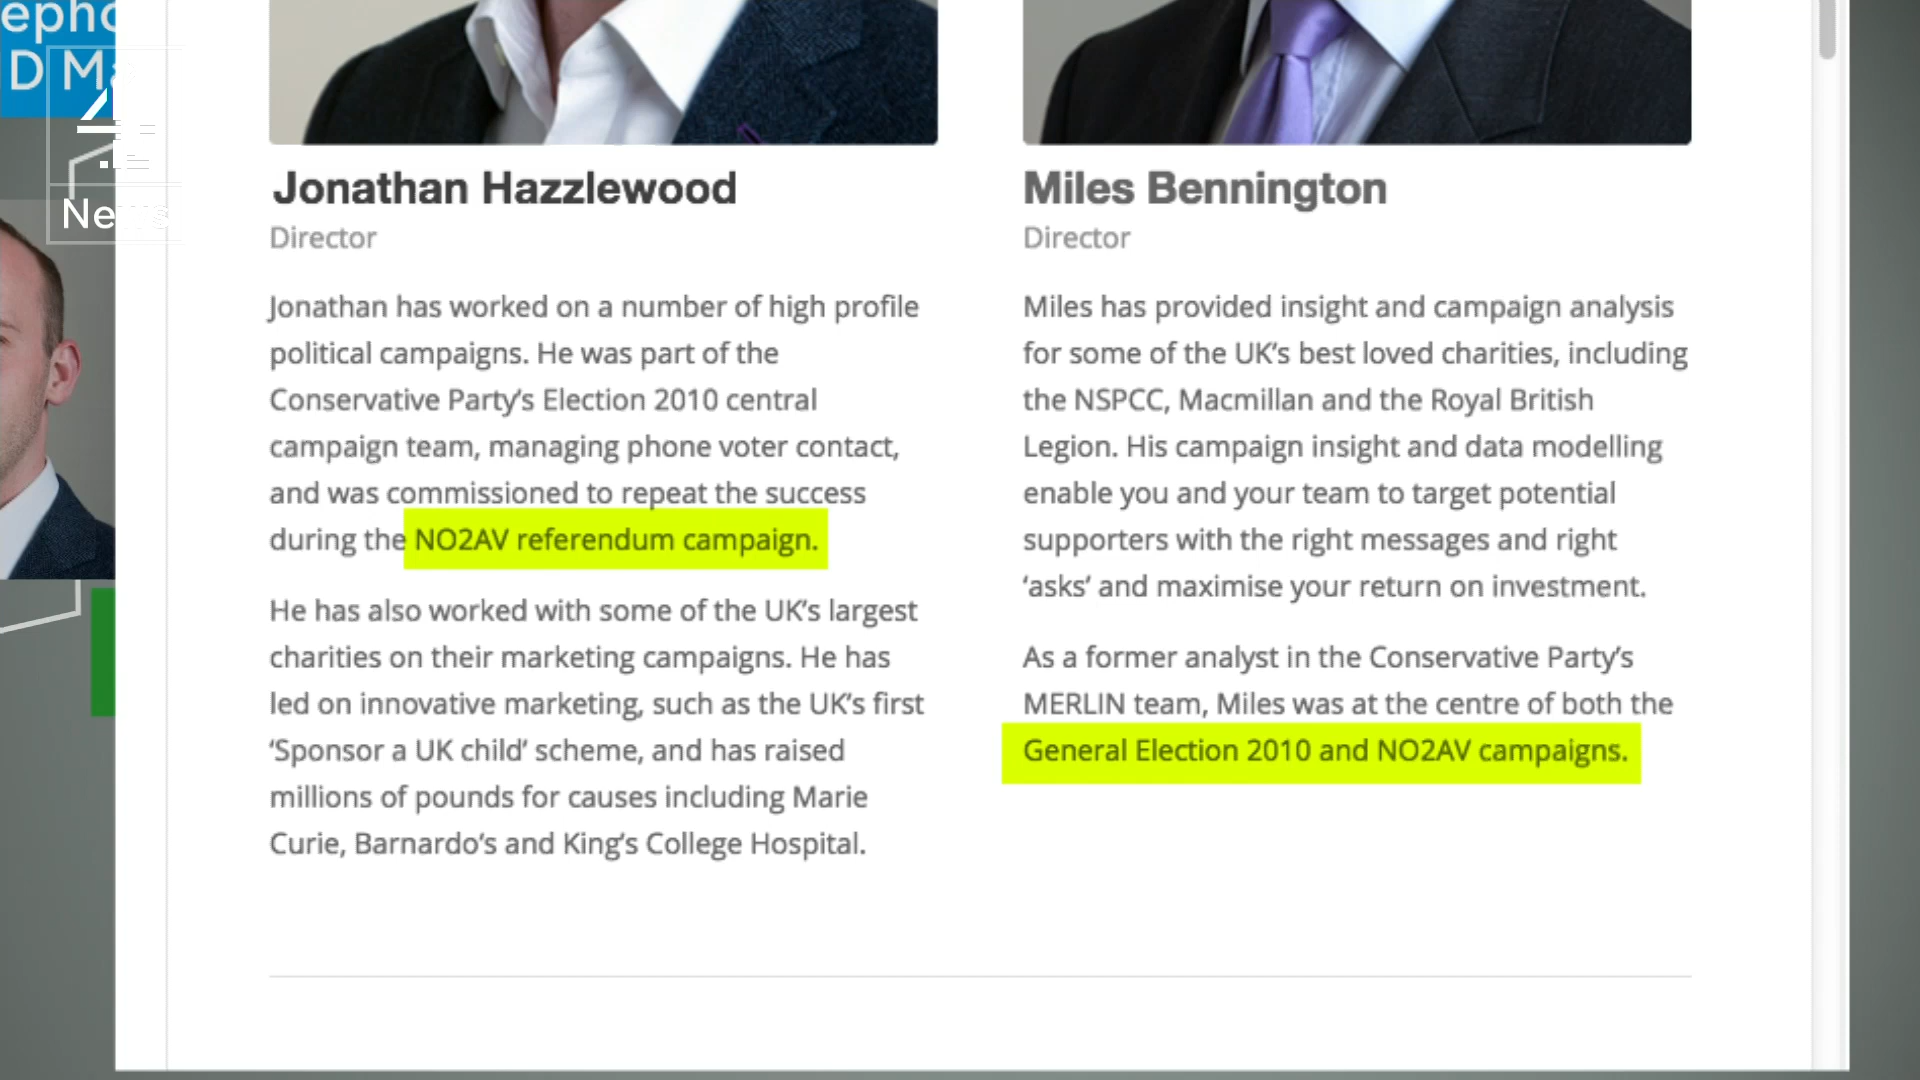 epho
D Ma
4
News
Jonathan Hazzlewood
Director
Jonathan has worked on a number of high profile
political campaigns. He was part of the
Conservative Party’s Election 2010 central
campaign team, managing phone voter contact,
and was commissioned to repeat the success
during the NO2AV referendum campaign.
He has also worked with some of the UK’s largest
charities on their marketing campaigns. He has
led on innovative marketing, such as the UK’s first
‘Sponsor a UK child’ scheme, and has raised
millions of pounds for causes including Marie
Curie, Barnardo’s and King’s College Hospital.
Miles Bennington
Director
Miles has provided insight and campaign analysis
for some of the UK’s best loved charities, including
the NSPCC, Macmillan and the Royal British
Legion. His campaign insight and data modelling
enable you and your team to target potential
supporters with the right messages and right
‘asks’ and maximise your return on investment.
As a former analyst in the Conservative Party’s
MERLIN team, Miles was at the centre of both the
General Election 2010 and NO2AV campaigns.